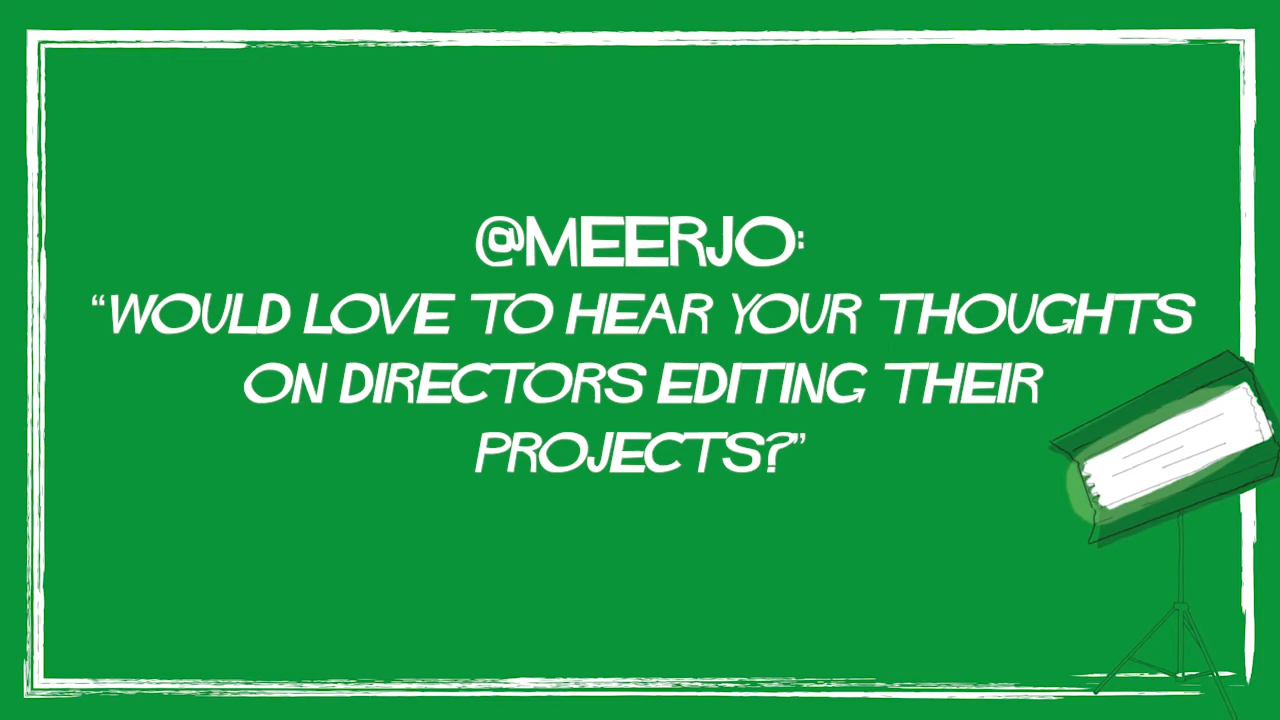 @MEERJO:
“WOULD LOVE TO HEAR YOUR THOUGHTS
ON DIRECTORS EDITING THEIR
PROJECTS?”